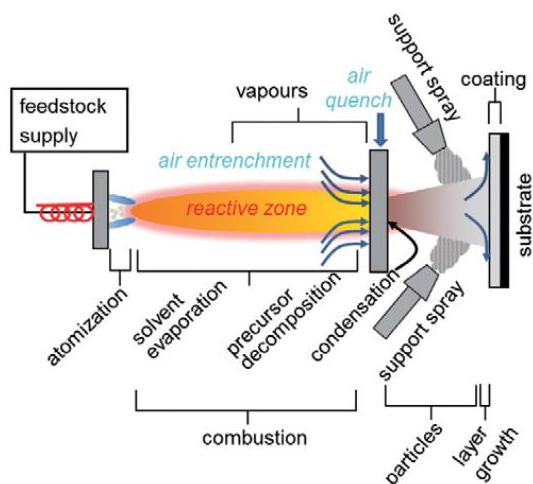 feedstock
supply
vapours
air
quench
support spray
coating
air entrenchment
reactive zone
substrate
atomization
solvent
evaporation
precursor
decomposition
condensation
support spray
combustion
particles
layer
growth